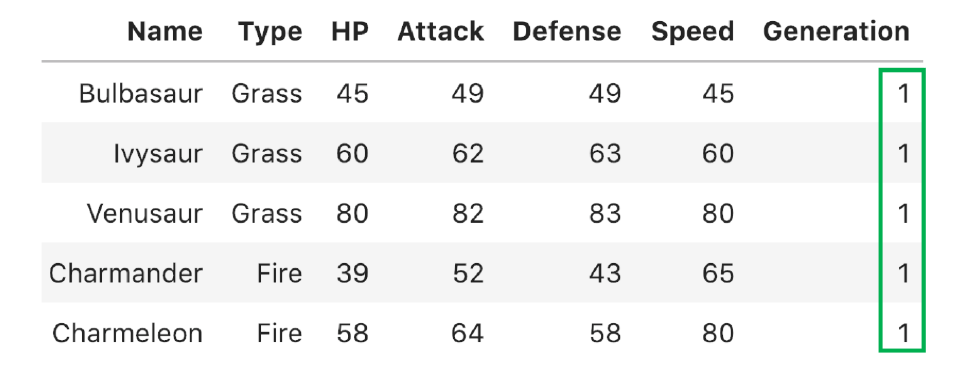 Name Type HP Attack Defense Speed Generation
Bulbasaur Grass 45 49 49 45 1
Ivysaur Grass 60 62 63 60 1
Venusaur Grass 80 82 83 80 1
Charmander Fire 39 52 43 65 1
Charmeleon Fire 58 64 58 80 1